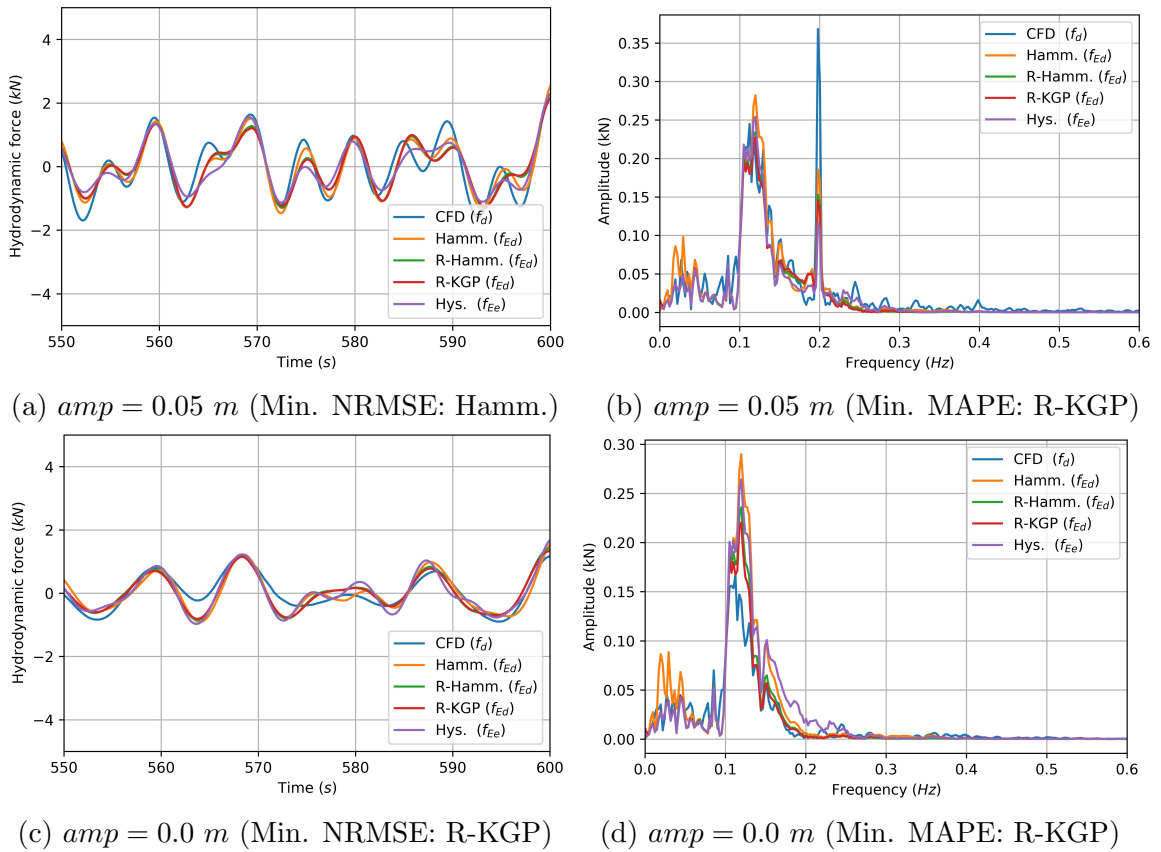 4
2
0
−2
−4
Hydrodynamic force (kN)
CFD (f_d)
Hamm. (f_Ed)
R-Hamm. (f_Ed)
R-KGP (f_Ed)
Hys. (f_Ee)
550 560 570 580 590 600
Time (s)
0.35
0.30
0.25
0.20
0.15
0.10
0.05
0.00
Amplitude (kN)
CFD (f_d)
Hamm. (f_Ed)
R-Hamm. (f_Ed)
R-KGP (f_Ed)
Hys. (f_Ee)
0.0 0.1 0.2 0.3 0.4 0.5 0.6
Frequency (Hz)
(a) amp = 0.05 m (Min. NRMSE: Hamm.)
(b) amp = 0.05 m (Min. MAPE: R-KGP)
4
2
0
−2
−4
Hydrodynamic force (kN)
CFD (f_d)
Hamm. (f_Ed)
R-Hamm. (f_Ed)
R-KGP (f_Ed)
Hys. (f_Ee)
550 560 570 580 590 600
Time (s)
0.30
0.25
0.20
0.15
0.10
0.05
0.00
Amplitude (kN)
CFD (f_d)
Hamm. (f_Ed)
R-Hamm. (f_Ed)
R-KGP (f_Ed)
Hys. (f_Ee)
0.0 0.1 0.2 0.3 0.4 0.5 0.6
Frequency (Hz)
(c) amp = 0.0 m (Min. NRMSE: R-KGP)
(d) amp = 0.0 m (Min. MAPE: R-KGP)